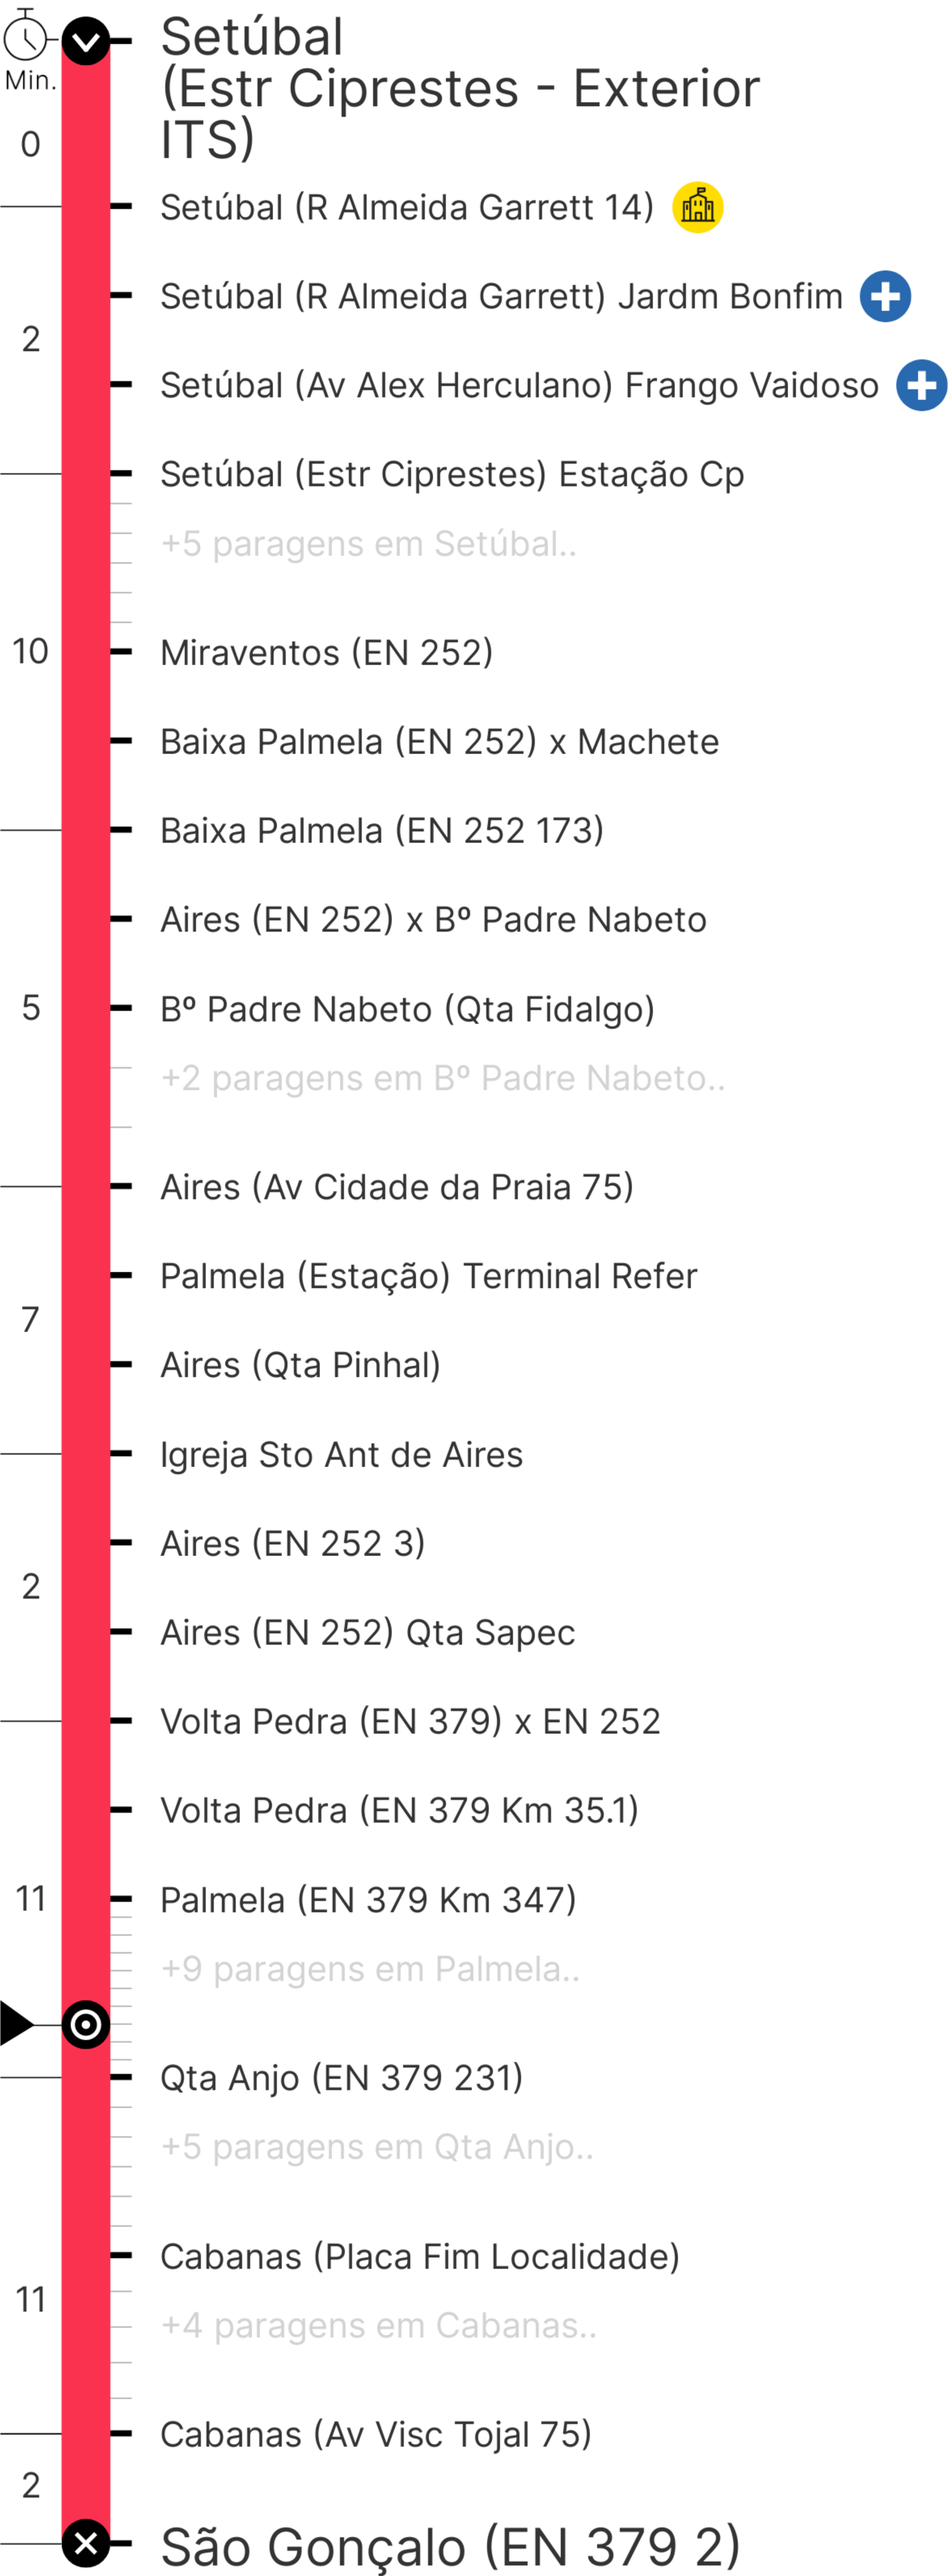 Setúbal
(Estr Ciprestes - Exterior
ITS)
Min.
0
Setúbal (R Almeida Garrett 14)
Setúbal (R Almeida Garrett) Jardm Bonfim
2
Setúbal (Av Alex Herculano) Frango Vaidoso
Setúbal (Estr Ciprestes) Estação Cp
+5 paragens em Setúbal..
10
Miraventos (EN 252)
Baixa Palmela (EN 252) x Machete
Baixa Palmela (EN 252 173)
Aires (EN 252) x Bº Padre Nabeto
5
Bº Padre Nabeto (Qta Fidalgo)
+2 paragens em Bº Padre Nabeto..
Aires (Av Cidade da Praia 75)
Palmela (Estação) Terminal Refer
7
Aires (Qta Pinhal)
Igreja Sto Ant de Aires
Aires (EN 252 3)
2
Aires (EN 252) Qta Sapec
Volta Pedra (EN 379) x EN 252
Volta Pedra (EN 379 Km 35.1)
11
Palmela (EN 379 Km 347)
+9 paragens em Palmela..
Qta Anjo (EN 379 231)
+5 paragens em Qta Anjo..
Cabanas (Placa Fim Localidade)
11
+4 paragens em Cabanas..
Cabanas (Av Visc Tojal 75)
2
São Gonçalo (EN 379 2)